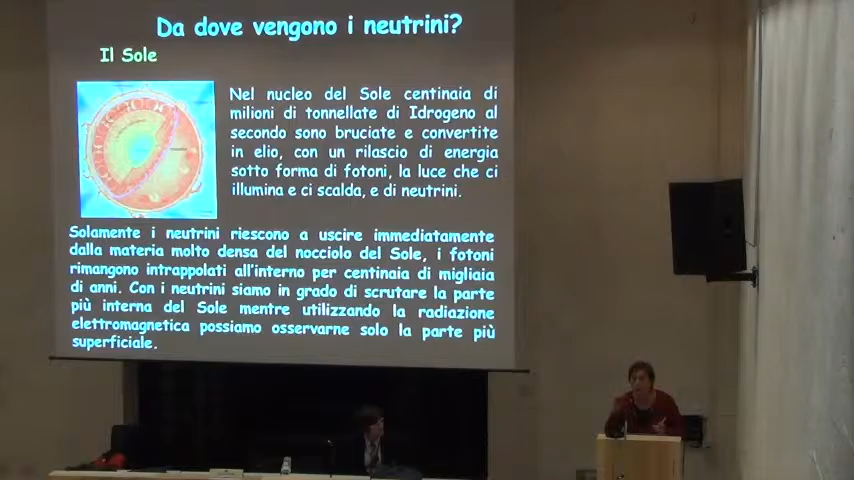 Da dove vengono i neutrini?
Il Sole
Nel nucleo del Sole centinaia di
milioni di tonnellate di Idrogeno al
secondo sono bruciate e convertite
in elio, con un rilascio di energia
sotto forma di fotoni, la luce che ci
illumina e ci scalda, e di neutrini.
Solamente i neutrini riescono a uscire immediatamente
dalla materia molto densa del nocciolo del Sole, i fotoni
rimangono intrappolati all'interno per centinaia di migliaia
di anni. Con i neutrini siamo in grado di scrutare la parte
più interna del Sole mentre utilizzando la radiazione
elettromagnetica possiamo osservarne solo la parte più
superficiale.